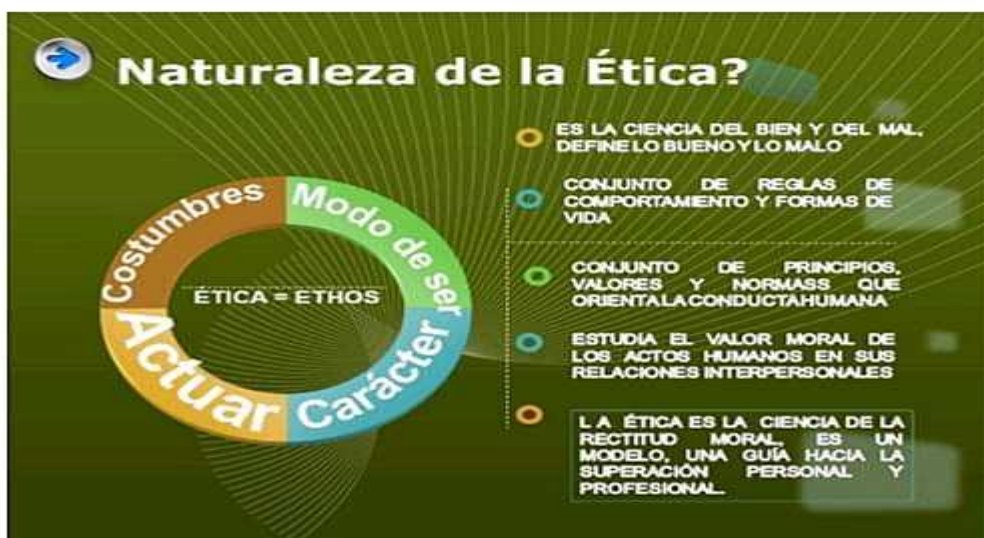 Naturaleza de la Ética?
Costumbres
Modo de ser
Actuar
Carácter
ÉTICA = ETHOS
ES LA CIENCIA DEL BIEN Y DEL MAL,
DEFINE LO BUENO Y LO MALO
CONJUNTO DE REGLAS DE
COMPORTAMIENTO Y FORMAS DE
VIDA
CONJUNTO DE PRINCIPIOS,
VALORES Y NORMASS QUE
ORIENTA LA CONDUCTA HUMANA
ESTUDIA EL VALOR MORAL DE
LOS ACTOS HUMANOS EN SUS
RELACIONES INTERPERSONALES
L A ÉTICA ES LA CIENCIA DE LA
RECTITUD MORAL, ES UN
MODELO, UNA GUÍA HACIA LA
SUPERACIÓN PERSONAL Y
PROFESIONAL.